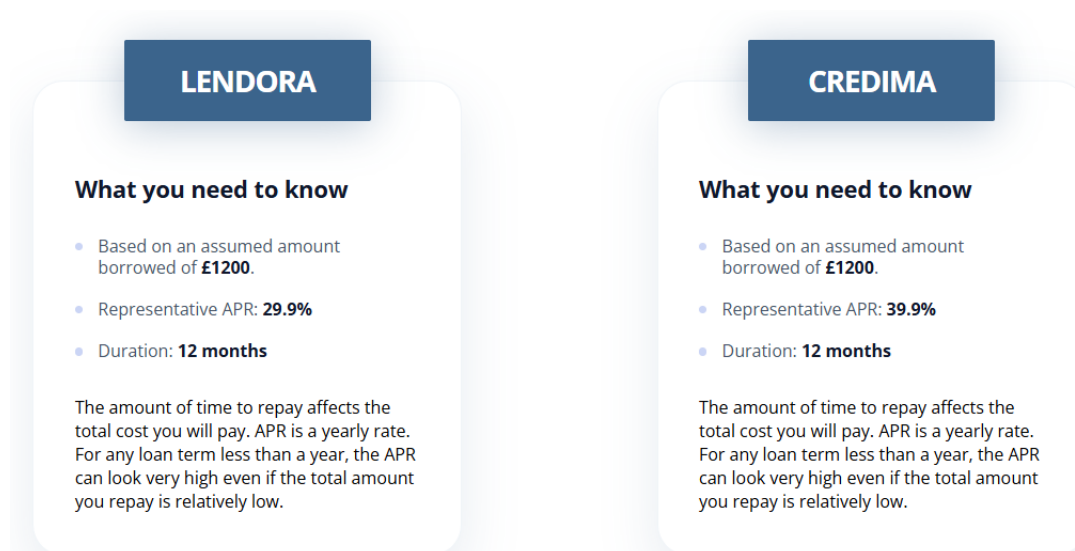 LENDORA
What you need to know
Based on an assumed amount
borrowed of £1200.
Representative APR: 29.9%
Duration: 12 months
The amount of time to repay affects the
total cost you will pay. APR is a yearly rate.
For any loan term less than a year, the APR
can look very high even if the total amount
you repay is relatively low.
CREDIMA
What you need to know
Based on an assumed amount
borrowed of £1200.
Representative APR: 39.9%
Duration: 12 months
The amount of time to repay affects the
total cost you will pay. APR is a yearly rate.
For any loan term less than a year, the APR
can look very high even if the total amount
you repay is relatively low.